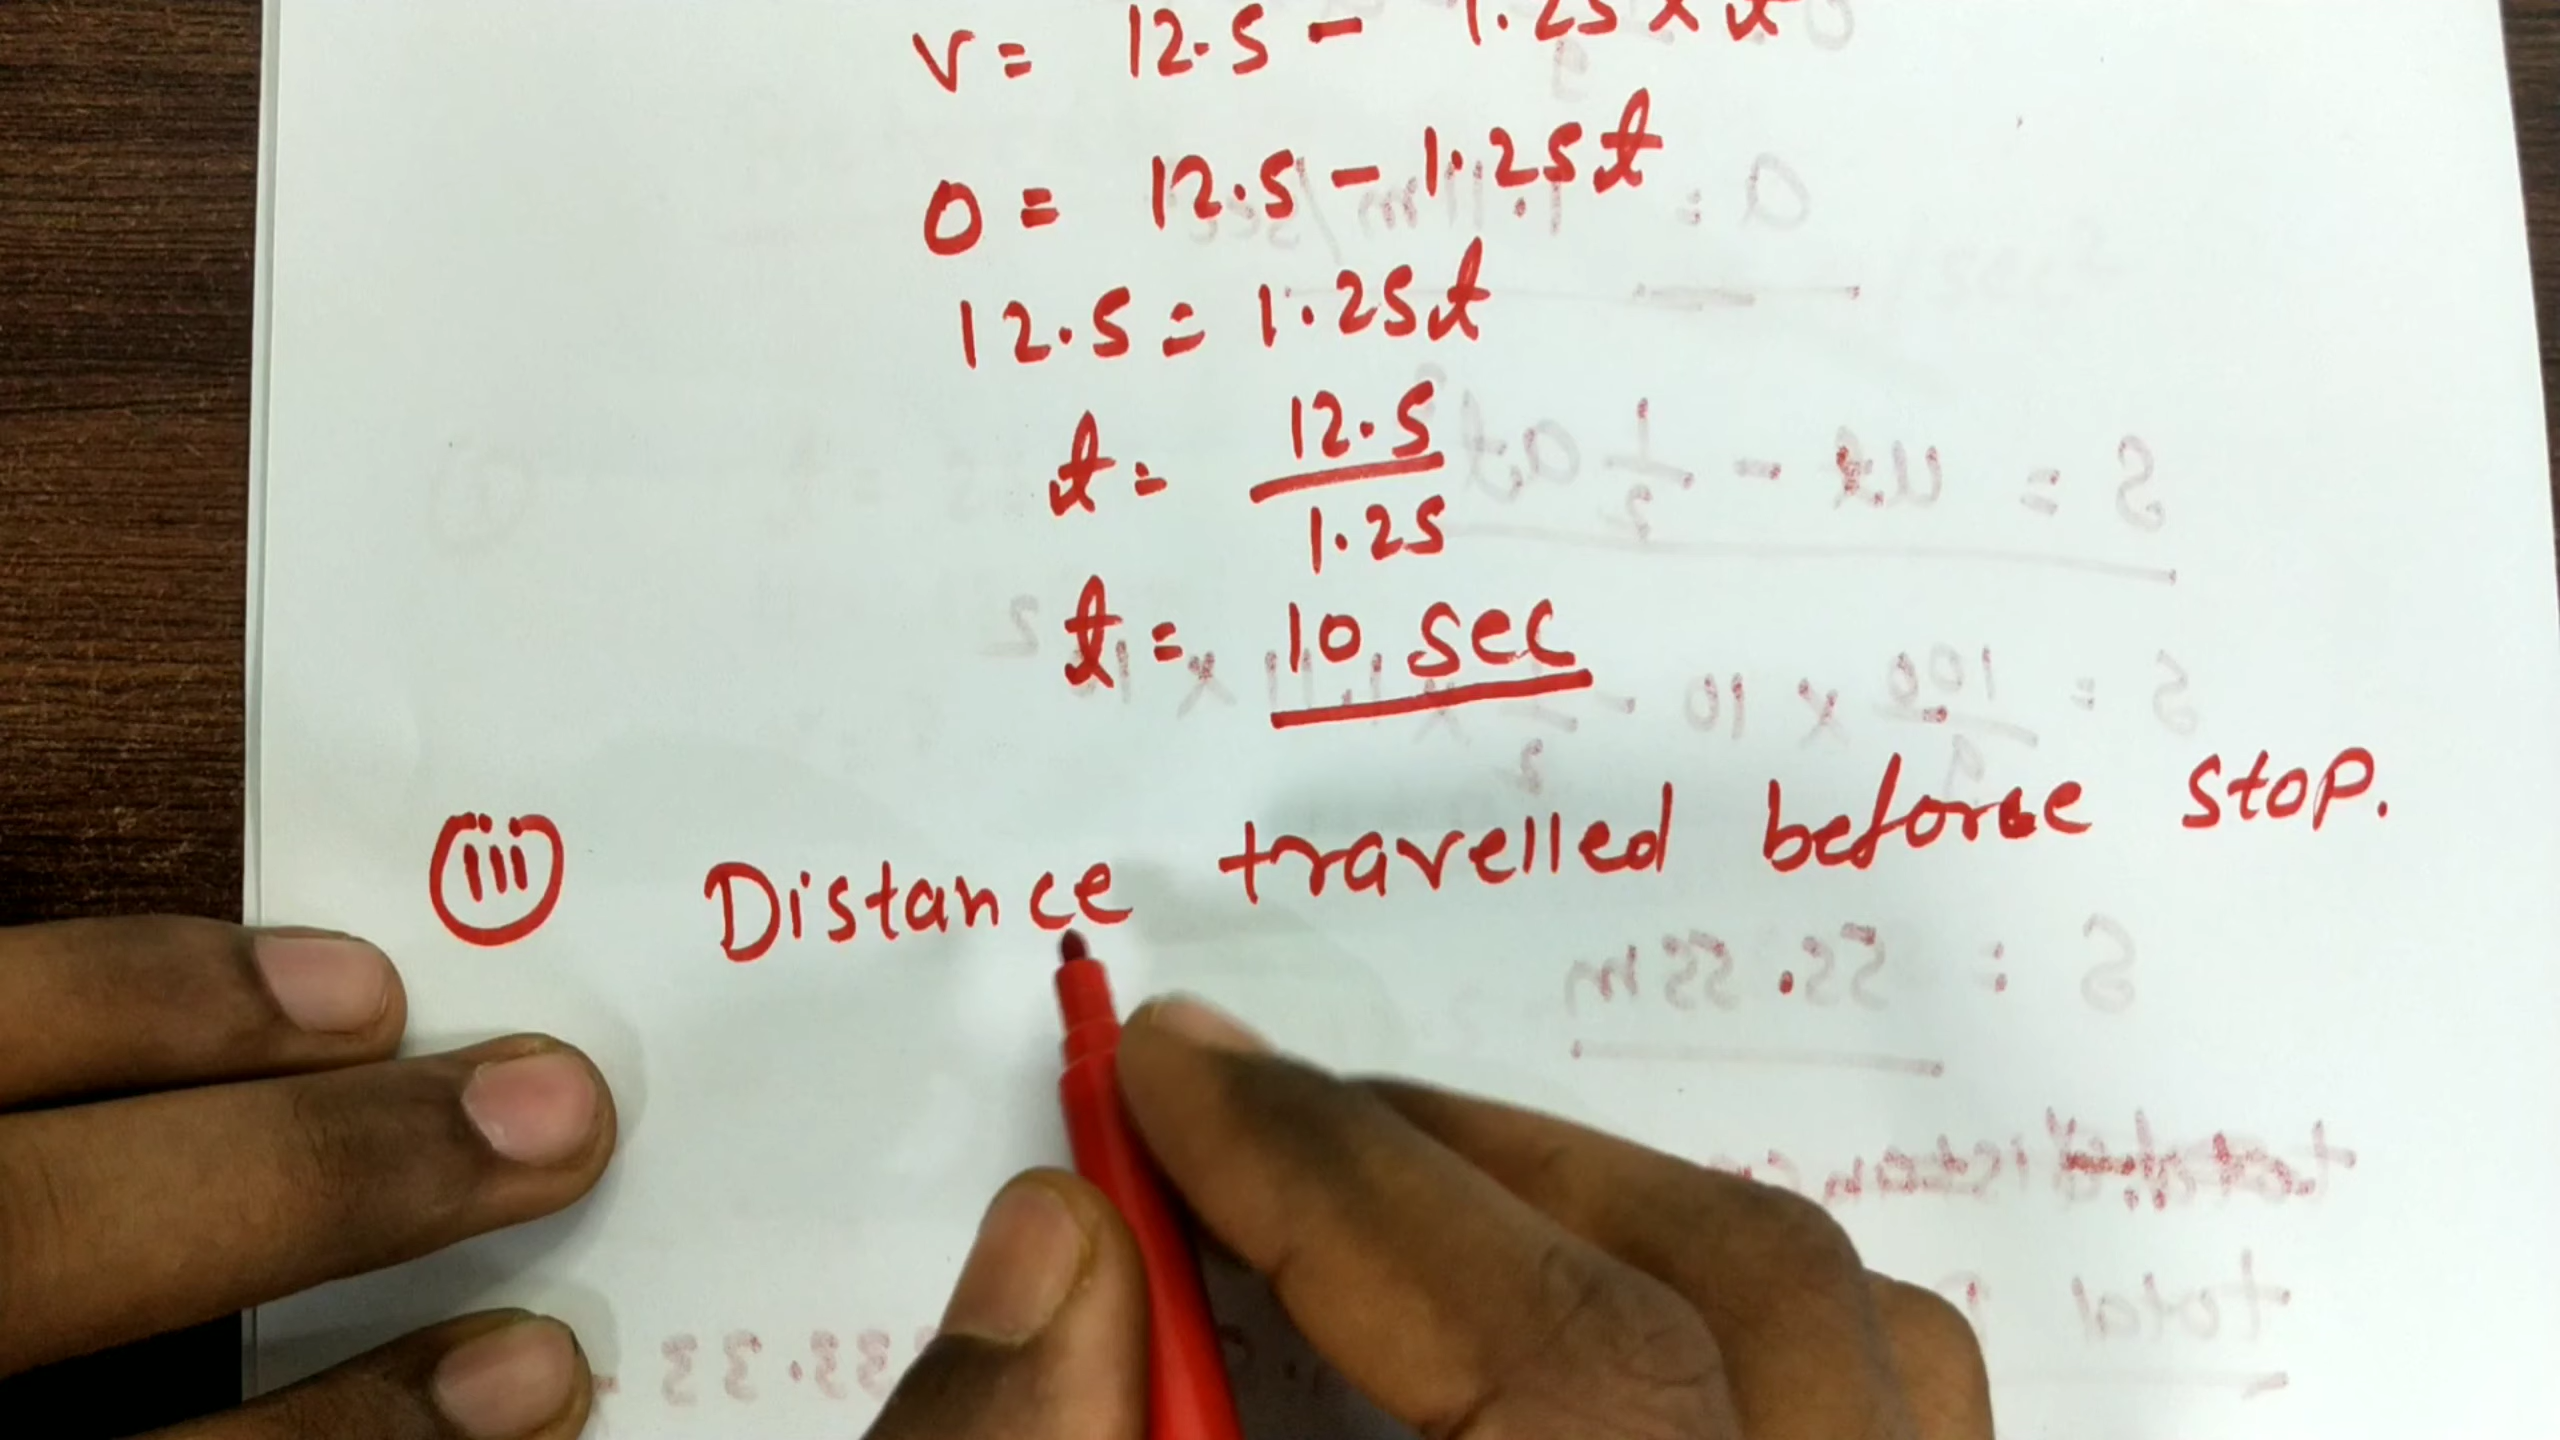 v = 12.5 - 1.25 x t
0 = 12.5 - 1.25t
12.5 = 1.25t
t = 12.5/1.25
t = 10 sec
(iii) Distance travelled before stop.